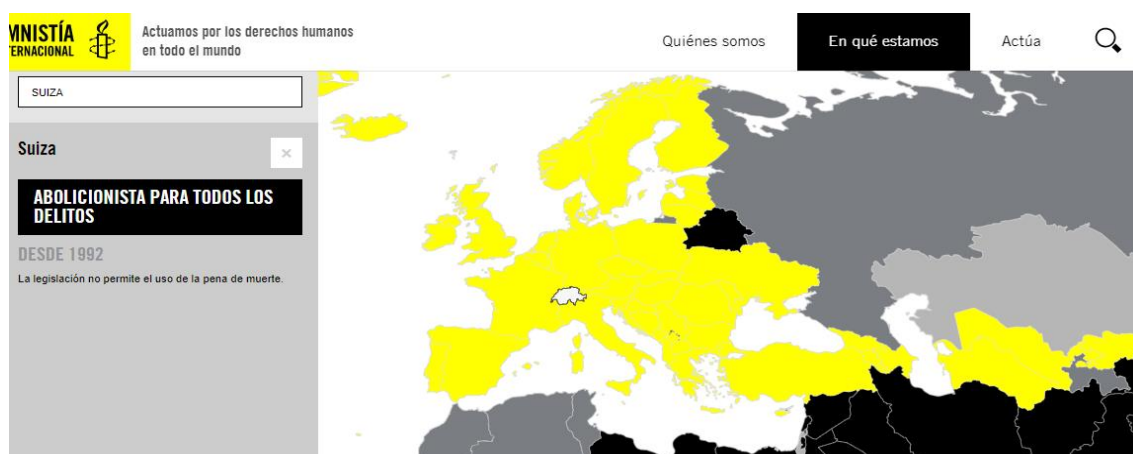 MNISTÍA
TERNACIONAL
Actuamos por los derechos humanos
en todo el mundo
Quiénes somos
En qué estamos
Actúa
SUIZA
Suiza
×
ABOLICIONISTA PARA TODOS LOS
DELITOS
DESDE 1992
La legislación no permite el uso de la pena de muerte.